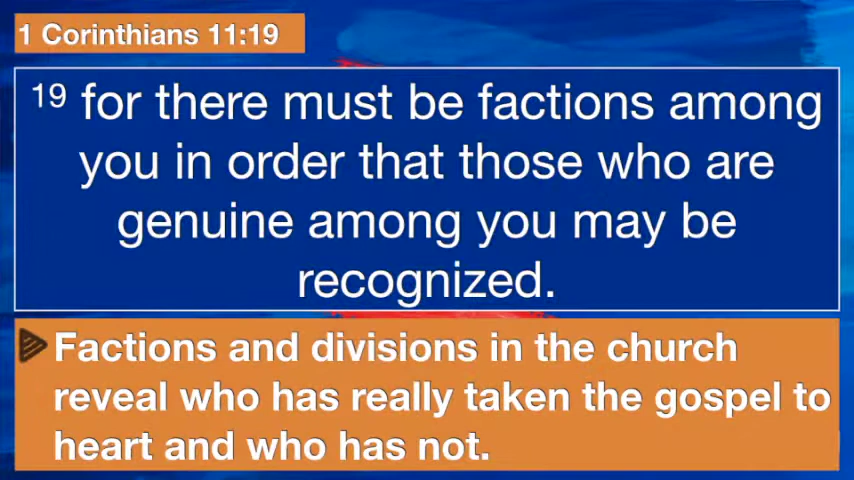 1 Corinthians 11:19
19 for there must be factions among
you in order that those who are
genuine among you may be
recognized.
Factions and divisions in the church
reveal who has really taken the gospel to
heart and who has not.